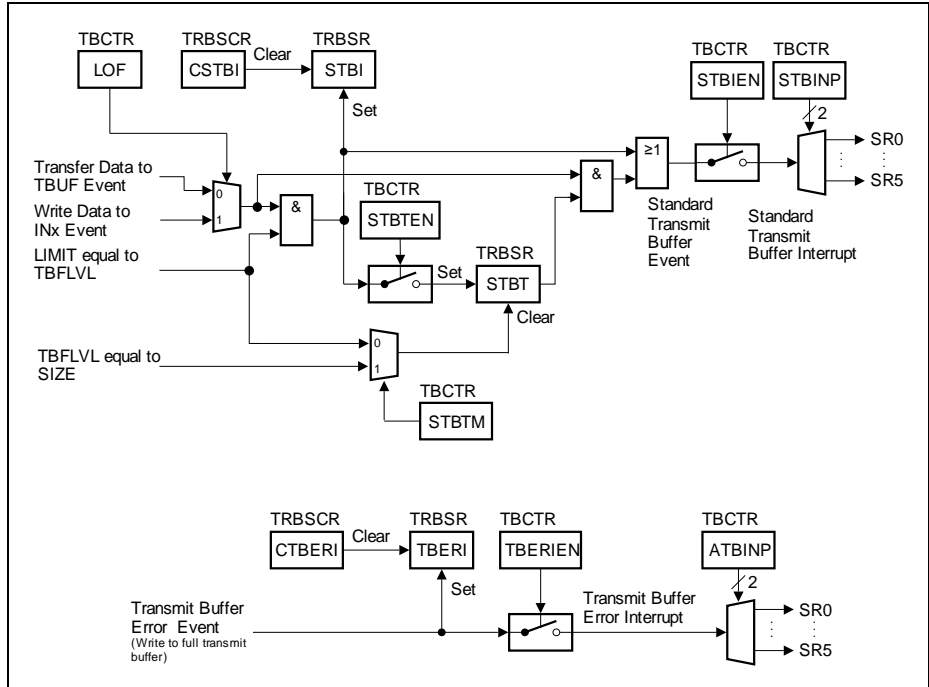 TBCTR
LOF
TRBSCR
CSTBI
Clear
TRBSR
STBI
Set
TBCTR
STBIEN
TBCTR
STBINP
2
SR0
SR5
Transfer Data to
TBUF Event
Write Data to
INx Event
LIMIT equal to
TBFLVL
0
1
&
TBCTR
STBTEN
Set
TRBSR
STBT
Clear
&
≥1
Standard
Transmit
Buffer
Event
Standard
Transmit
Buffer Interrupt
TBFLVL equal to
SIZE
0
1
TBCTR
STBTM
TRBSCR
CTBERI
Clear
TRBSR
TBERI
Set
TBCTR
TBERIEN
TBCTR
ATBINP
2
SR0
SR5
Transmit Buffer
Error Event
(Write to full transmit
buffer)
Transmit Buffer
Error Interrupt